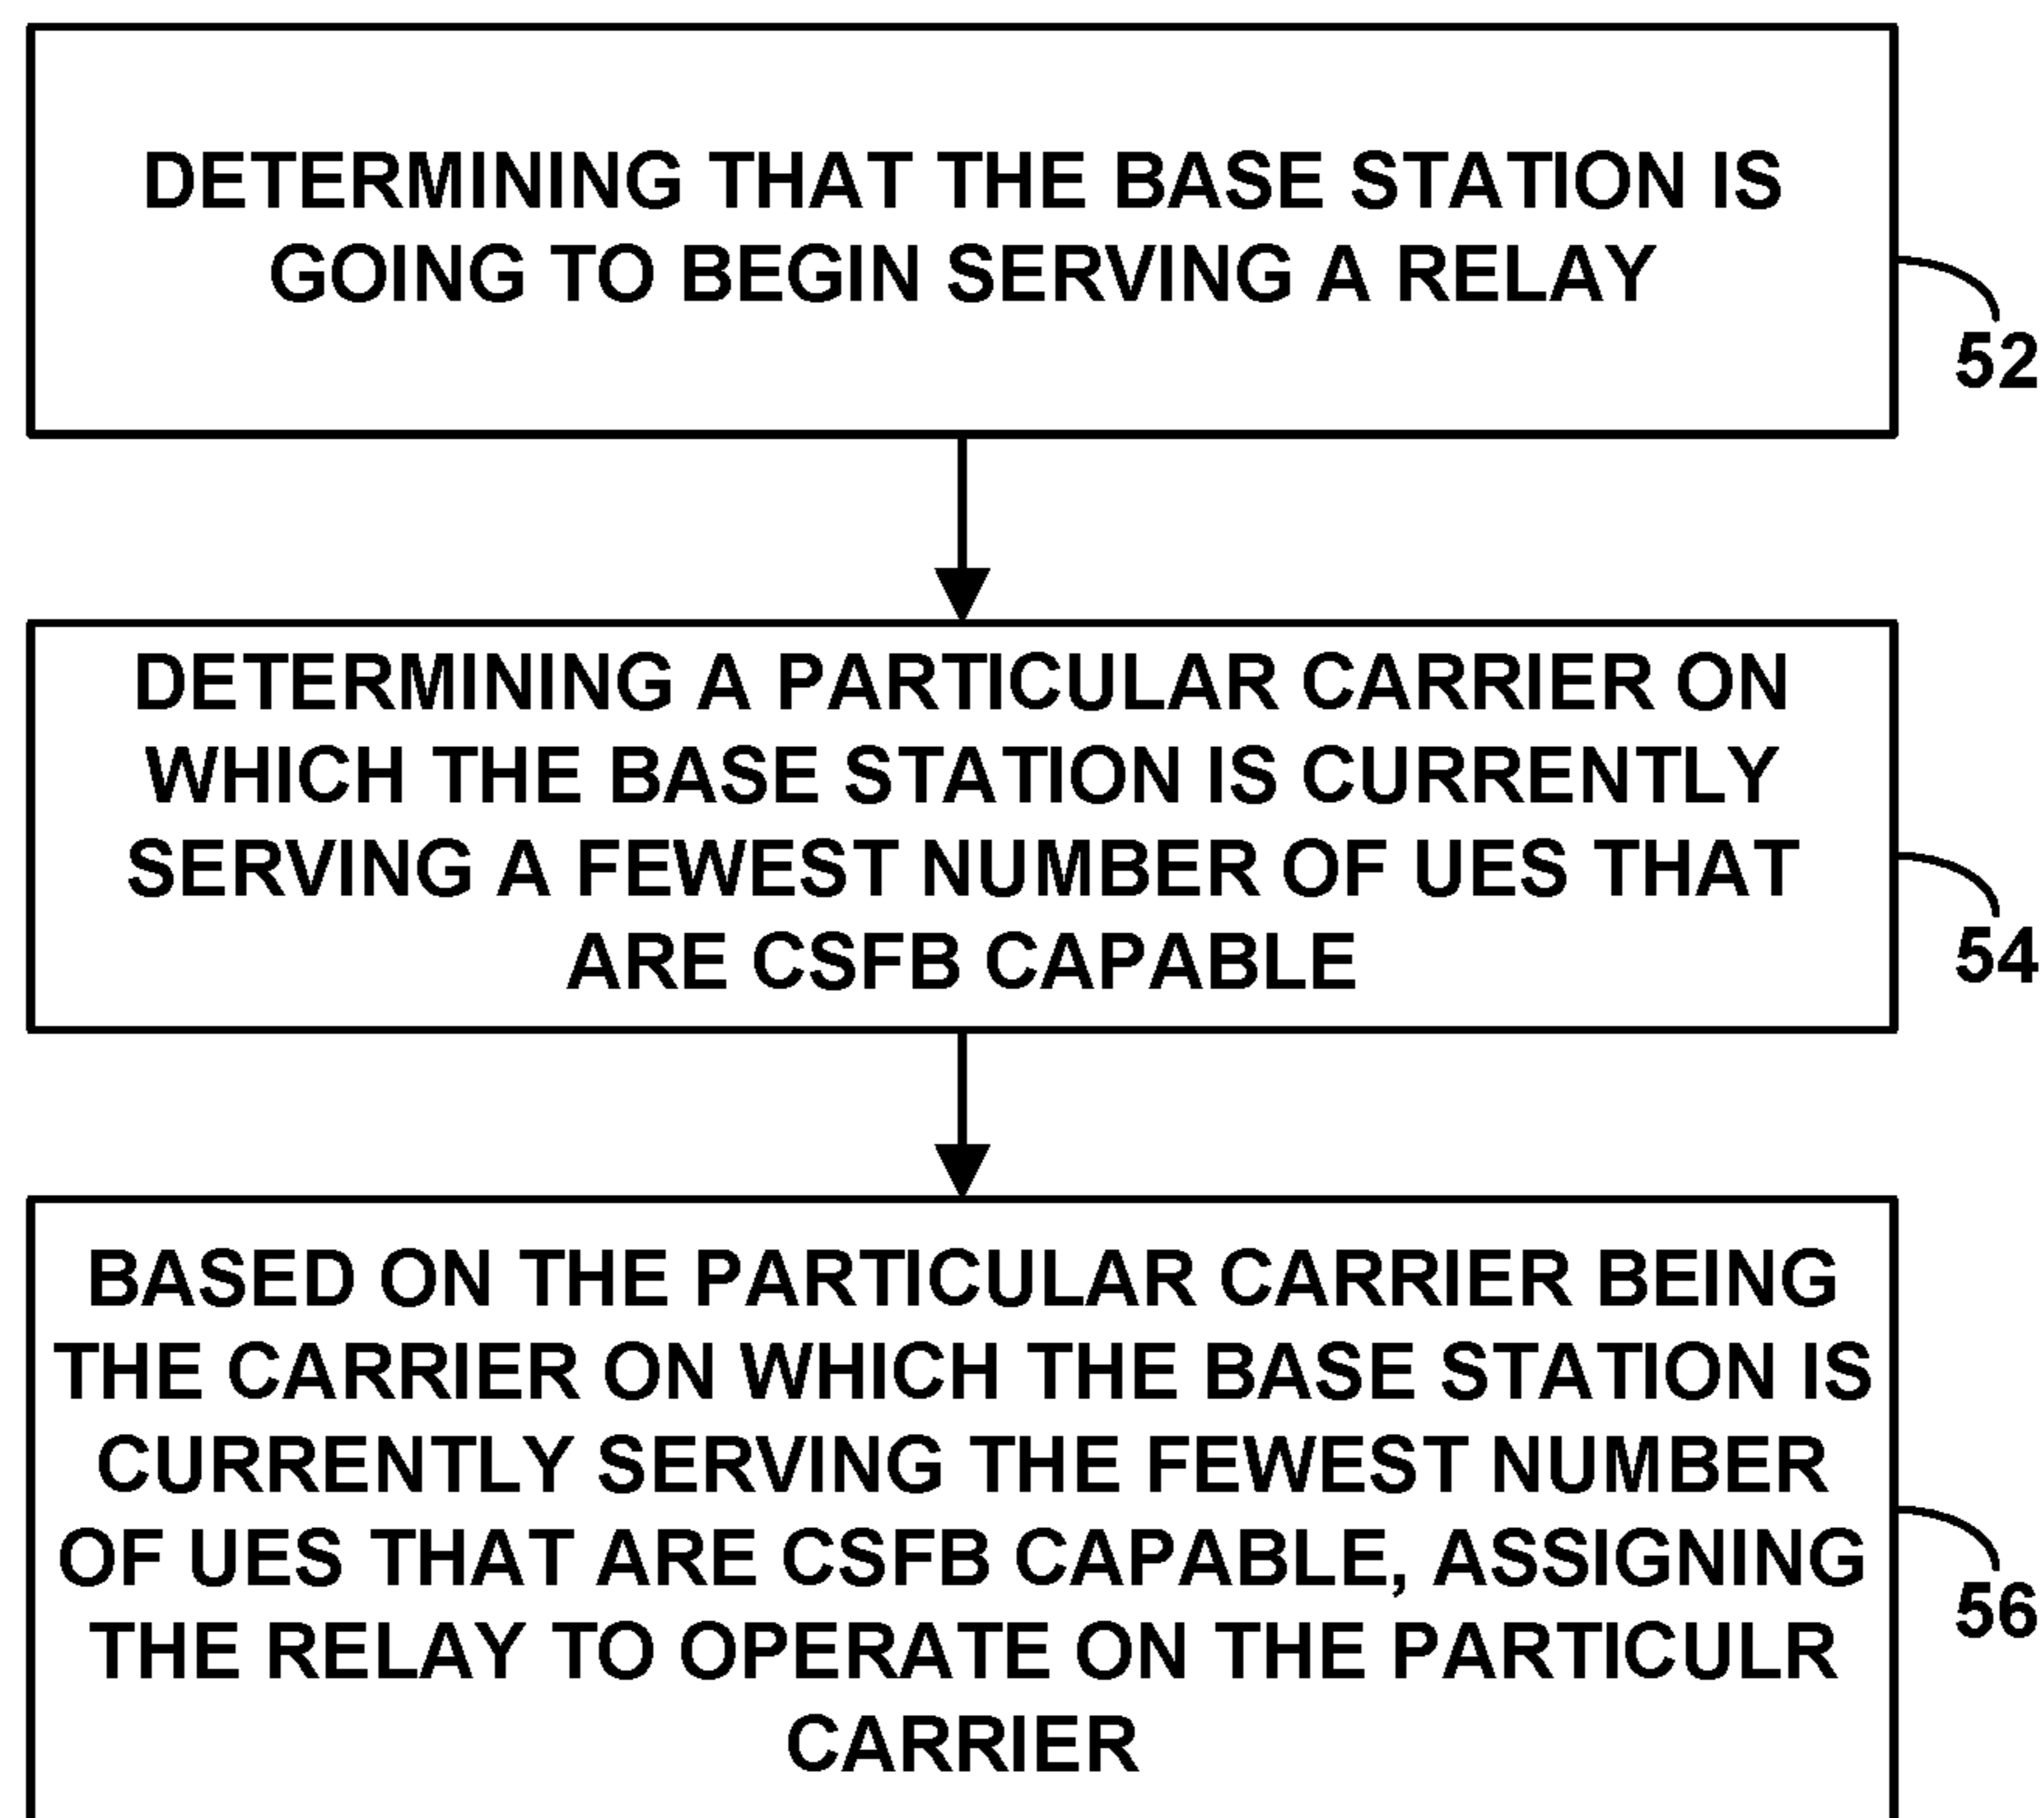 DETERMINING THAT THE BASE STATION IS
GOING TO BEGIN SERVING A RELAY
52
DETERMINING A PARTICULAR CARRIER ON
WHICH THE BASE STATION IS CURRENTLY
SERVING A FEWEST NUMBER OF UES THAT
ARE CSFB CAPABLE
54
BASED ON THE PARTICULAR CARRIER BEING
THE CARRIER ON WHICH THE BASE STATION IS
CURRENTLY SERVING THE FEWEST NUMBER
OF UES THAT ARE CSFB CAPABLE, ASSIGNING
THE RELAY TO OPERATE ON THE PARTICULR
CARRIER
56